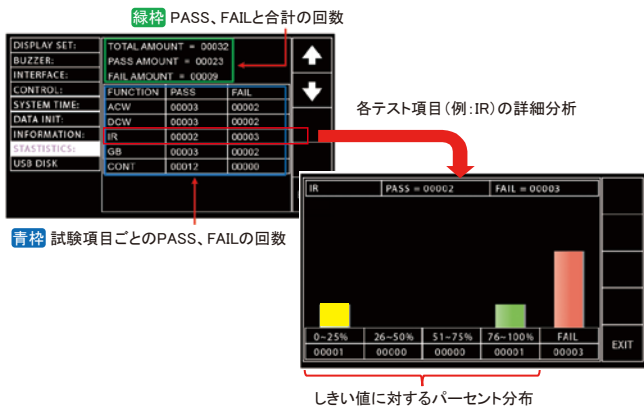 緑枠 PASS、FAILと合計の回数
DISPLAY SET:
BUZZER:
INTERFACE:
CONTROL:
SYSTEM TIME:
DATA INIT:
INFORMATION:
STASTISTICS:
USB DISK
TOTAL AMOUNT = 00032
PASS AMOUNT = 00023
FAIL AMOUNT = 00009
FUNCTION PASS FAIL
ACW 00003 00002
DCW 00003 00002
IR 00002 00003
GB 00003 00002
CONT 00012 00000
各テスト項目(例:IR)の詳細分析
青枠 試験項目ごとのPASS、FAILの回数
IR PASS = 00002 FAIL = 00003
0~25% 26~50% 51~75% 76~100% FAIL
00001 00000 00000 00001 00003
EXIT
しきい値に対するパーセント分布